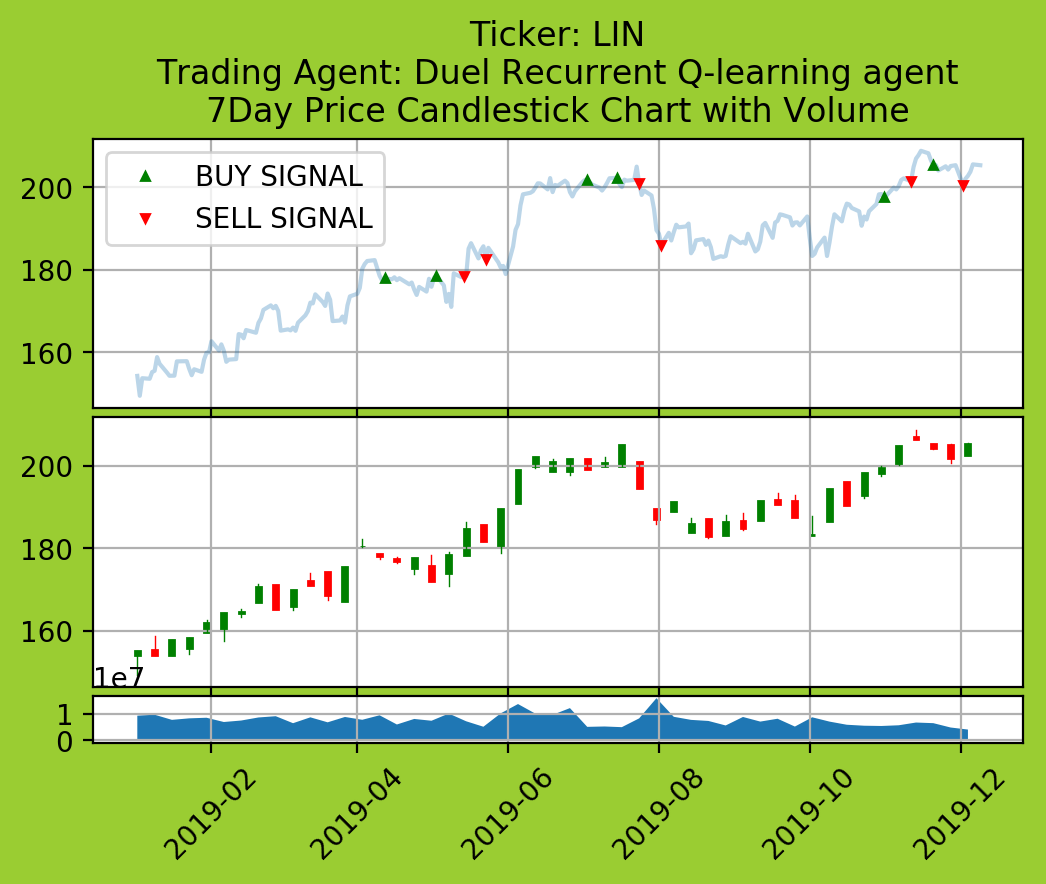 Ticker: LIN
Trading Agent: Duel Recurrent Q-learning agent
7Day Price Candlestick Chart with Volume
BUY SIGNAL
SELL SIGNAL
200
180
160
200
180
160
1e7
1
0
2019-02
2019-04
2019-06
2019-08
2019-10
2019-12